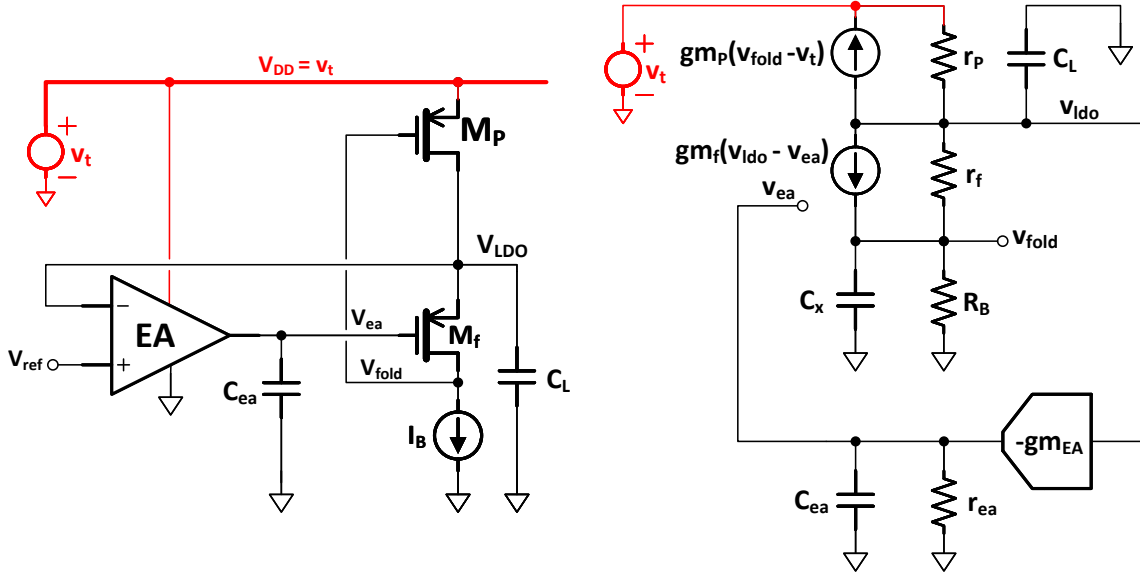 V_DD = v_t
+
v_t
−
M_P
V_LDO
−
EA
+
V_ref
V_ea
M_f
V_fold
C_ea
C_L
I_B
+
v_t
−
gm_P(v_fold -v_t)
r_P
C_L
v_ldo
gm_f(v_ldo - v_ea)
r_f
v_ea
v_fold
C_x
R_B
-gm_EA
C_ea
r_ea